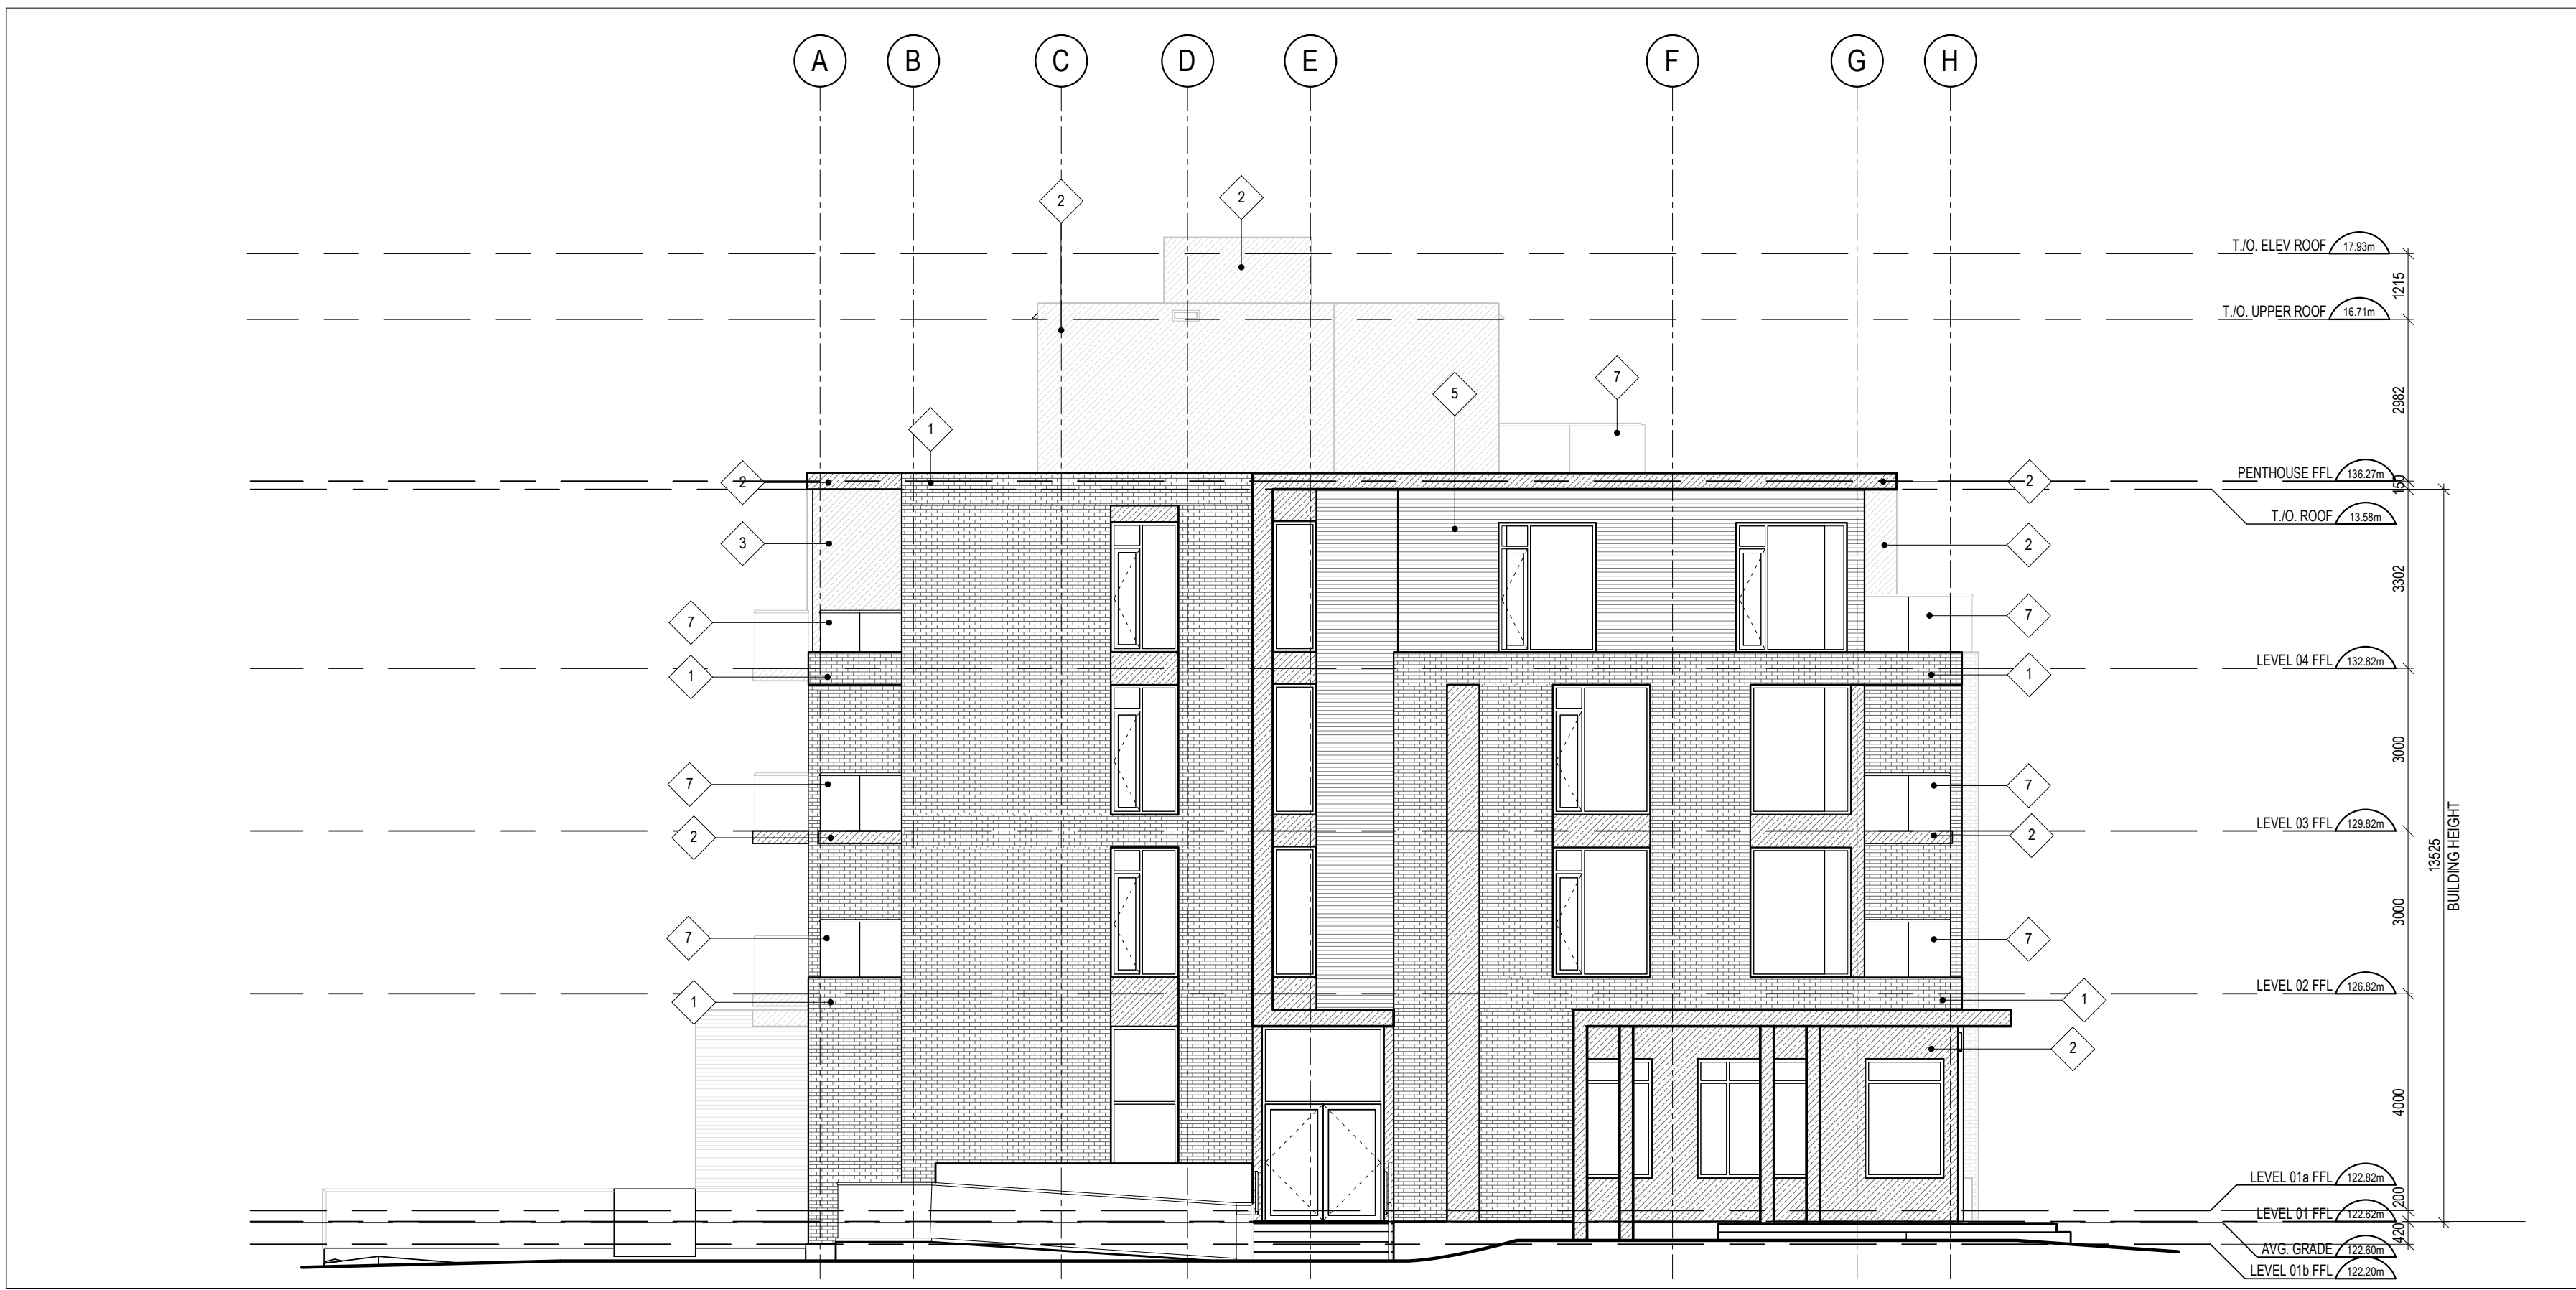 A B C D E F G H
2
2
T./O. ELEV ROOF 17.93m
1215
T./O. UPPER ROOF 16.71m
2982
5
7
1
2
2
PENTHOUSE FFL 136.27m
150
T./O. ROOF 13.58m
3
2
3302
7
7
1
1
LEVEL 04 FFL 132.82m
3000
7
7
2
2
LEVEL 03 FFL 129.82m
13525
BUILDING HEIGHT
3000
7
7
1
1
LEVEL 02 FFL 126.82m
2
4000
LEVEL 01a FFL 122.82m
200
LEVEL 01 FFL 122.62m
420
AVG. GRADE 122.60m
LEVEL 01b FFL 122.20m